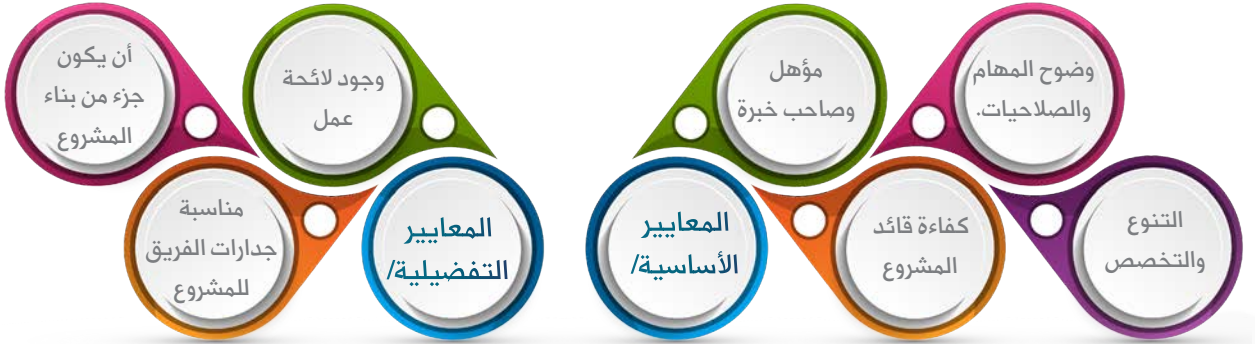 المعايير
الأساسية/
مؤهل
وصاحب خبرة
كفاءة قائد
المشروع
وضوح المهام
والصلاحيات.
التنوع
والتخصص
المعايير
التفضيلية/
وجود لائحة
عمل
مناسبة
جدارات الفريق
للمشروع
أن يكون
جزء من بناء
المشروع